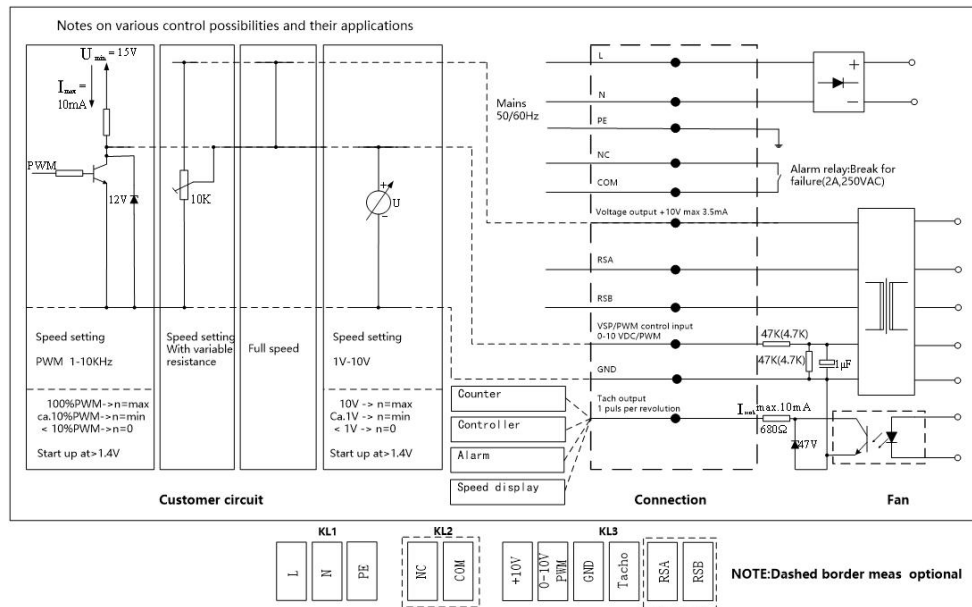 Notes on various control possibilities and their applications
U min = 15V
I max =
10mA
PWM
12V
10K
+
U
−
Speed setting
PWM 1-10KHz
100%PWM->n=max
ca.10%PWM->n=min
< 10%PWM->n=0
Start up at>1.4V
Speed setting
With variable
resistance
Full speed
Speed setting
1V-10V
10V -> n=max
Ca.1V -> n=min
< 1V -> n=0
Start up at>1.4V
Customer circuit
Mains
50/60Hz
L
N
PE
NC
COM
Voltage output +10V max 3.5mA
RSA
RSB
VSP/PWM control input
0-10 VDC/PWM
GND
Tach output
1 puls per revolution
Counter
Controller
Alarm
Speed display
Connection
+
−
Alarm relay:Break for
failure(2A,250VAC)
47K(4.7K)
47K(4.7K)
1µF
max.10mA
680Ω
47V
Fan
KL1
L
N
PE
KL2
NC
COM
KL3
+10V
0-10V
PWM
GND
Tacho
RSA
RSB
NOTE:Dashed border meas optional